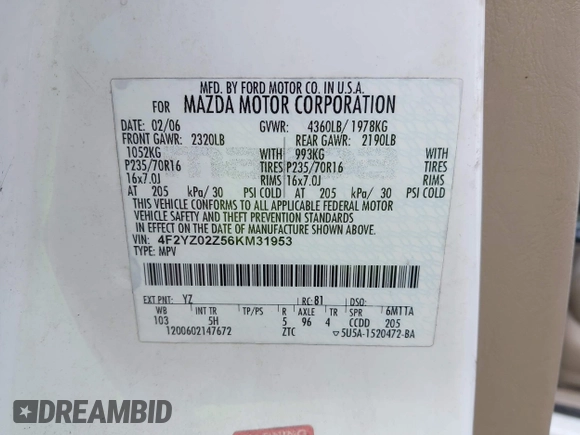 MFD. BY FORD MOTOR CO. IN U.S.A.
FOR MAZDA MOTOR CORPORATION
DATE: 02/06 GVWR: 4360LB/ 1978KG
FRONT GAWR: 2320LB REAR GAWR: 2190LB
1052KG WITH 993KG WITH
P235/70R16 TIRES P235/70R16 TIRES
16x7.0J RIMS 16x7.0J RIMS
AT 205 kPa/ 30 PSI COLD AT 205 kPa/ 30 PSI COLD
THIS VEHICLE CONFORMS TO ALL APPLICABLE FEDERAL MOTOR
VEHICLE SAFETY AND THEFT PREVENTION STANDARDS
IN EFFECT ON THE DATE OF MANUFACTURE SHOWN ABOVE.
VIN: 4F2YZ02Z56KM31953
TYPE: MPV
EXT PNT: YZ RC: 81 DSO:
WB INT TR TP/PS R AXLE TR SPR 6M1TA
103 5H 5 96 4 CCDD 205
1200602147672 ZTC 5U5A-1520472-BA
DREAMBID